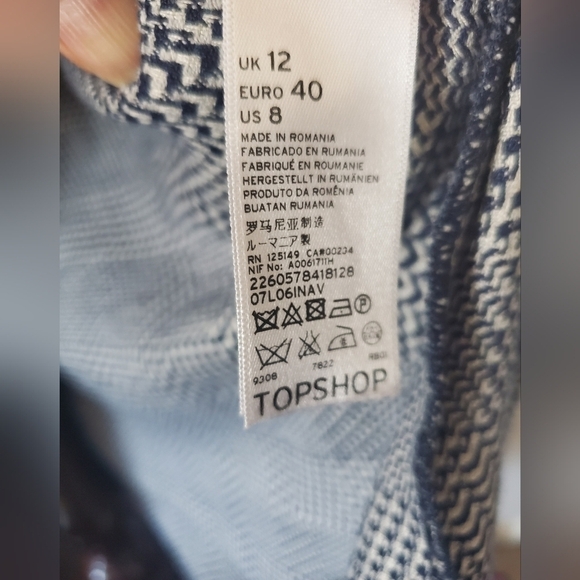 UK 12
EURO 40
US 8
MADE IN ROMANIA
FABRICADO EN RUMANIA
FABRIQUÉ EN ROUMANIE
HERGESTELLT IN RUMÄNIEN
PRODUTO DA ROMÊNIA
BUATAN RUMANIA
罗马尼亚制造
ルーマニア製
RN 125149 CA#00234
NIF No: A0061711H
2260578418128
07L06INAV
P
9308 7822
TOPSHOP